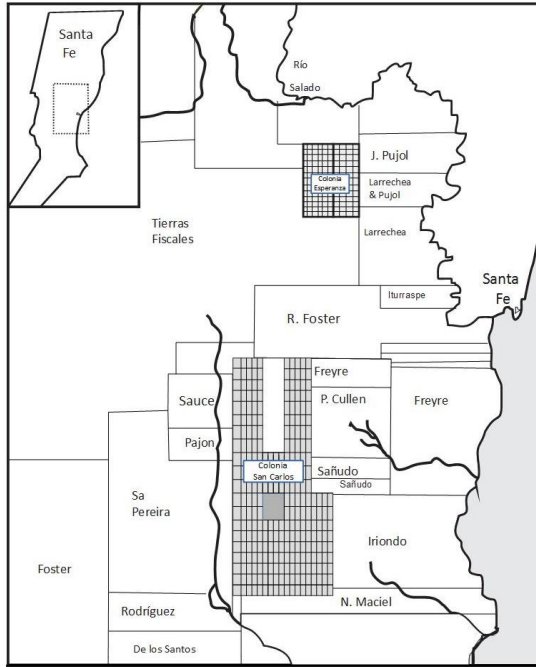 Santa
Fe
Río
Salado
J. Pujol
Colonia
Esperanza
Larrechea
& Pujol
Tierras
Fiscales
Larrechea
Santa
Fe
Iturraspe
R. Foster
Freyre
Sauce
P. Cullen
Freyre
Pajon
Colonia
San Carlos
Sañudo
Sañudo
Sa
Pereira
Iriondo
Foster
Rodríguez
N. Maciel
De los Santos